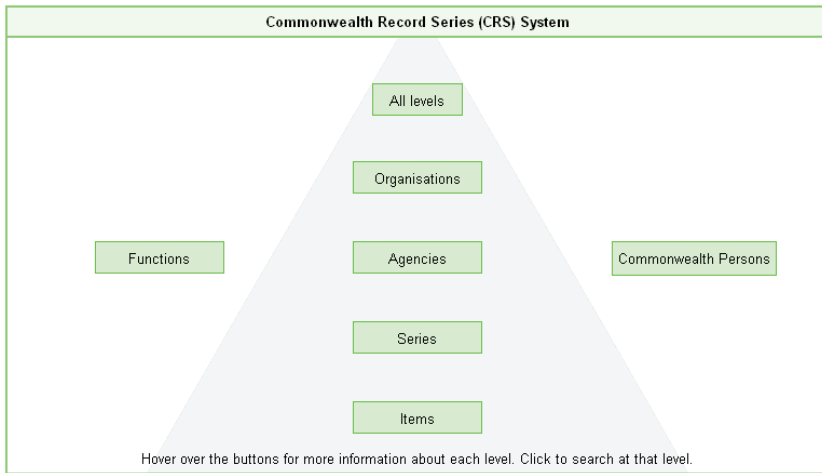 Commonwealth Record Series (CRS) System
All levels
Organisations
Functions
Agencies
Commonwealth Persons
Series
Items
Hover over the buttons for more information about each level. Click to search at that level.